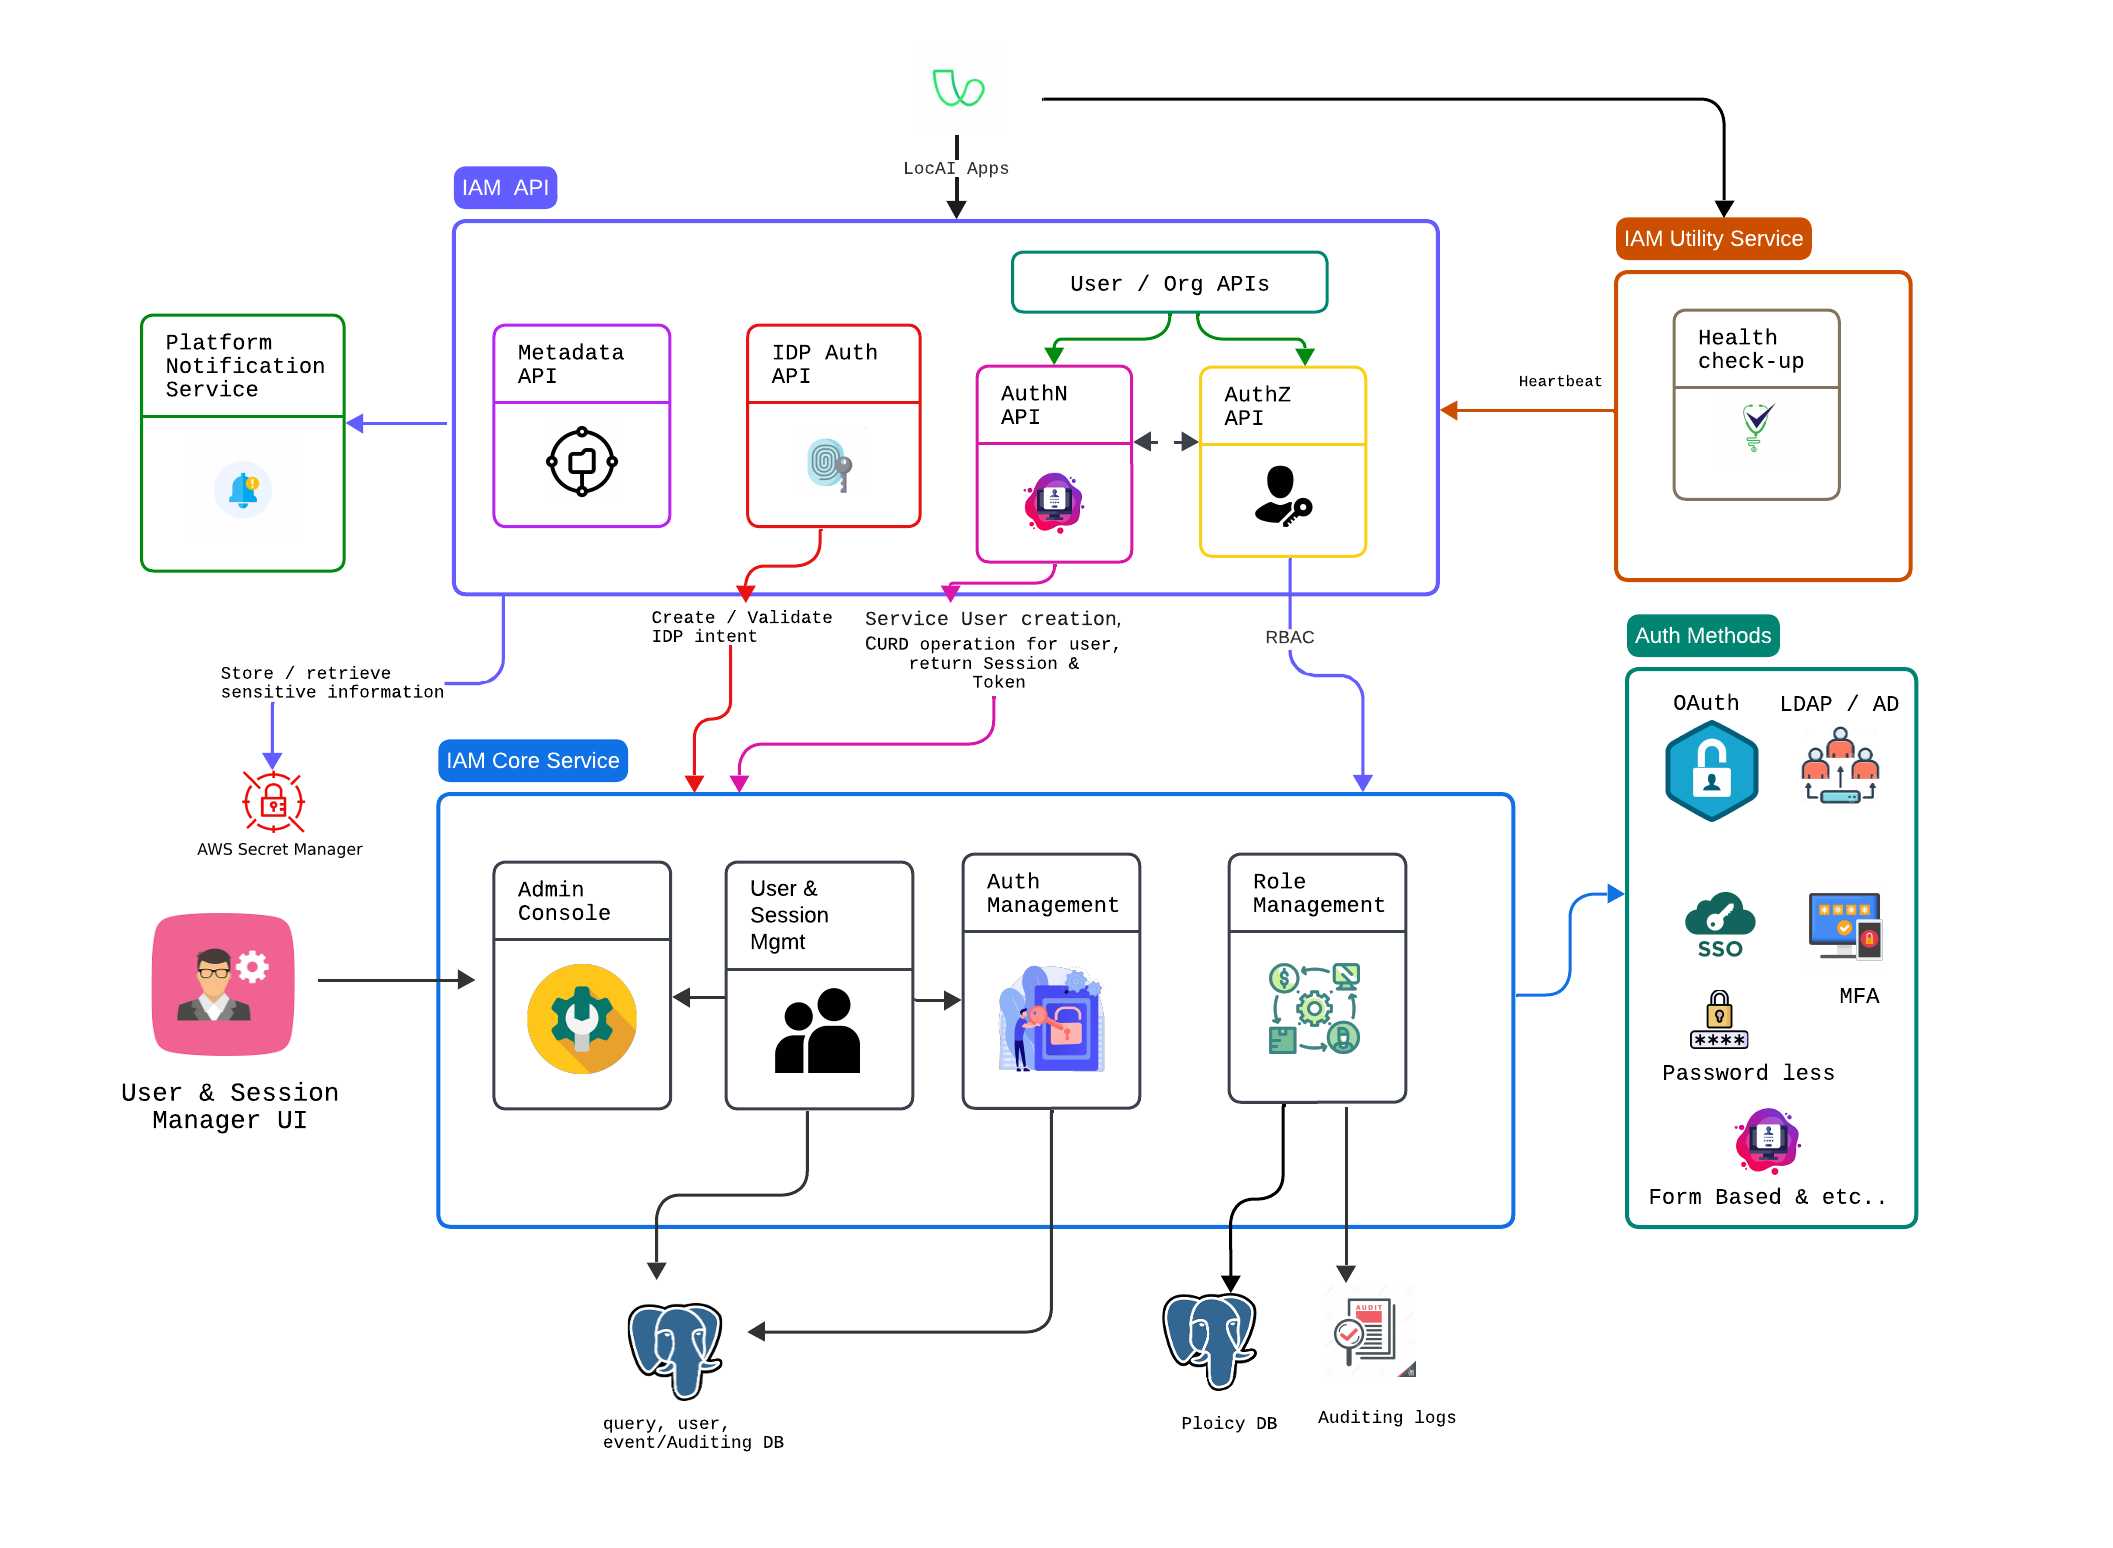 LocAI Apps
IAM  API
IAM Utility Service
User / Org APIs
Platform
Notification
Service
Metadata
API
IDP Auth
API
AuthN
API
AuthZ
API
Heartbeat
Health
check-up
Create / Validate
IDP intent
Service User creation,
CURD operation for user,
return Session &
Token
RBAC
Auth Methods
Store / retrieve
sensitive information
OAuth
LDAP / AD
IAM Core Service
AWS Secret Manager
Admin
Console
User &
Session
Mgmt
Auth
Management
Role
Management
SSO
MFA
****
Password less
User & Session
Manager UI
Form Based & etc..
AUDIT
query, user,
event/Auditing DB
Ploicy DB
Auditing logs